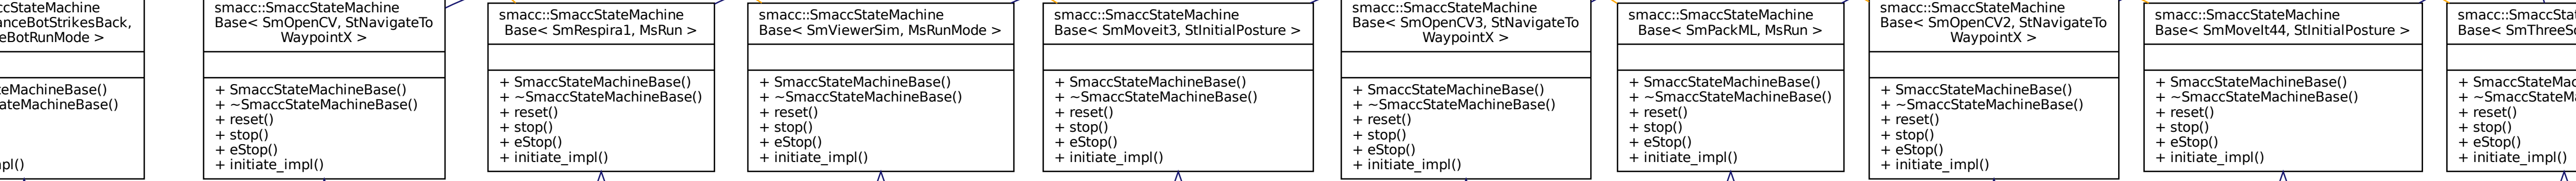 ccStateMachine
anceBotStrikesBack,
eBotRunMode >
teMachineBase()
ateMachineBase()
mpl()
smacc::SmaccStateMachine
Base< SmOpenCV, StNavigateTo
WaypointX >
+ SmaccStateMachineBase()
+ ~SmaccStateMachineBase()
+ reset()
+ stop()
+ eStop()
+ initiate_impl()
smacc::SmaccStateMachine
Base< SmRespira1, MsRun >
+ SmaccStateMachineBase()
+ ~SmaccStateMachineBase()
+ reset()
+ stop()
+ eStop()
+ initiate_impl()
smacc::SmaccStateMachine
Base< SmViewerSim, MsRunMode >
+ SmaccStateMachineBase()
+ ~SmaccStateMachineBase()
+ reset()
+ stop()
+ eStop()
+ initiate_impl()
smacc::SmaccStateMachine
Base< SmMoveit3, StInitialPosture >
+ SmaccStateMachineBase()
+ ~SmaccStateMachineBase()
+ reset()
+ stop()
+ eStop()
+ initiate_impl()
smacc::SmaccStateMachine
Base< SmOpenCV3, StNavigateTo
WaypointX >
+ SmaccStateMachineBase()
+ ~SmaccStateMachineBase()
+ reset()
+ stop()
+ eStop()
+ initiate_impl()
smacc::SmaccStateMachine
Base< SmPackML, MsRun >
+ SmaccStateMachineBase()
+ ~SmaccStateMachineBase()
+ reset()
+ stop()
+ eStop()
+ initiate_impl()
smacc::SmaccStateMachine
Base< SmOpenCV2, StNavigateTo
WaypointX >
+ SmaccStateMachineBase()
+ ~SmaccStateMachineBase()
+ reset()
+ stop()
+ eStop()
+ initiate_impl()
smacc::SmaccStateMachine
Base< SmMoveIt44, StInitialPosture >
+ SmaccStateMachineBase()
+ ~SmaccStateMachineBase()
+ reset()
+ stop()
+ eStop()
+ initiate_impl()
smacc::SmaccStat
Base< SmThreeSc
+ SmaccStateMac
+ ~SmaccStateMa
+ reset()
+ stop()
+ eStop()
+ initiate_impl()